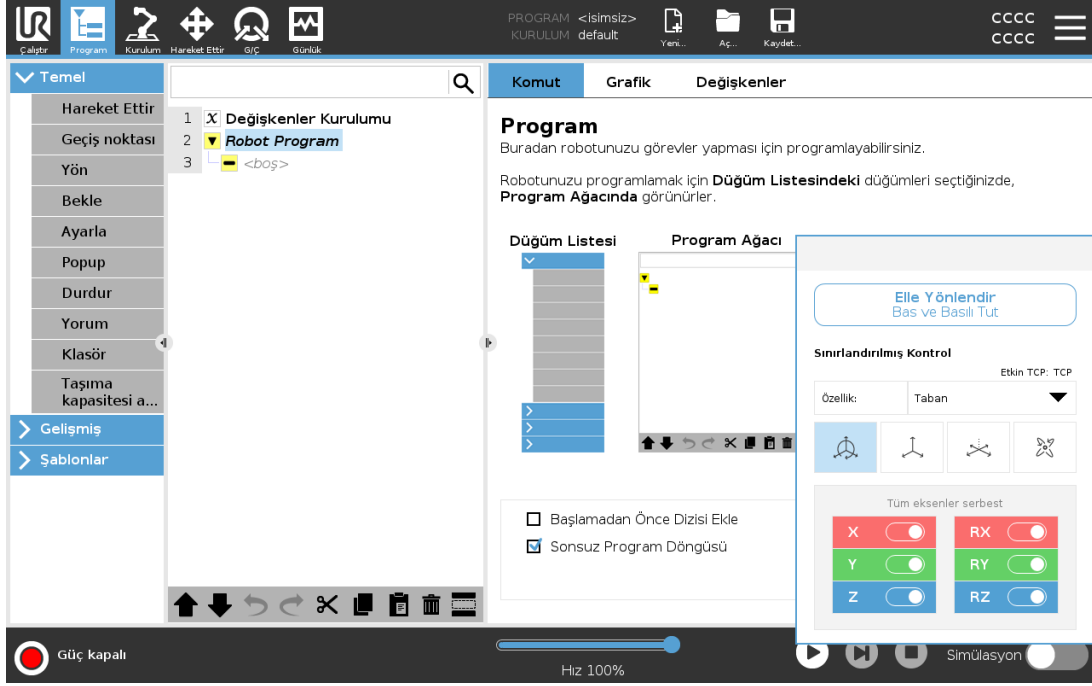 PROGRAM <isimsiz>
KURULUM default
CCCC
CCCC
Çalıştır
Program
Kurulum
Hareket Ettir
G/Ç
Günlük
Yeni...
Aç...
Kaydet...
Temel
Hareket Ettir
Geçiş noktası
Yön
Bekle
Ayarla
Popup
Durdur
Yorum
Klasör
Taşıma
kapasitesi a...
Gelişmiş
Şablonlar
1 X Değişkenler Kurulumu
2 Robot Program
3 <boş>
Komut
Grafik
Değişkenler
Program
Buradan robotunuzu görevler yapması için programlayabilirsiniz.
Robotunuzu programlamak için Düğüm Listesindeki düğümleri seçtiğinizde,
Program Ağacında görünürler.
Düğüm Listesi
Program Ağacı
Başlamadan Önce Dizisi Ekle
Sonsuz Program Döngüsü
Elle Yönlendir
Bas ve Basılı Tut
Sınırlandırılmış Kontrol
Etkin TCP: TCP
Özellik:
Taban
Tüm eksenler serbest
X
RX
Y
RY
Z
RZ
Güç kapalı
Hız 100%
Simülasyon